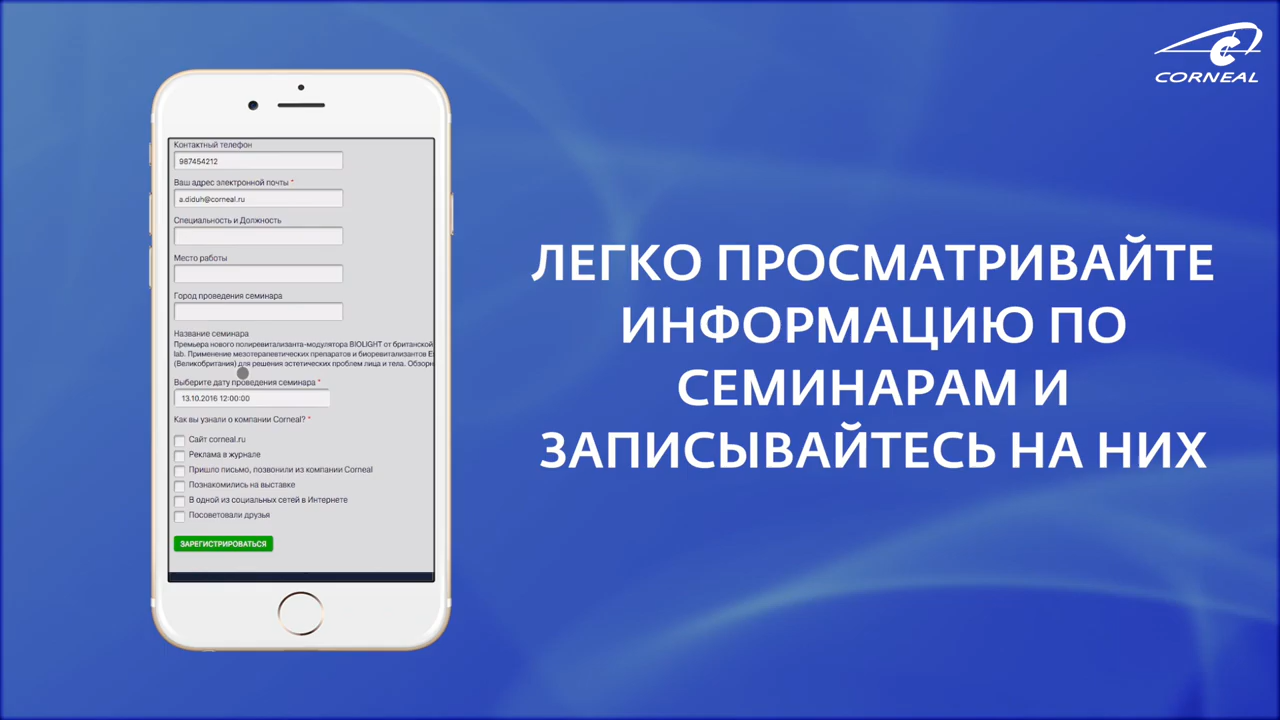 CORNEAL
Контактный телефон
987454212
Ваш адрес электронной почты *
a.diduh@corneal.ru
Специальность и Должность
Место работы
Город проведения семинара
Название семинара
Премьера нового полиревитализанта-модулятора BIOLIGHT от британской
lab. Применение мезотерапевтических препаратов и биоревитализантов
(Великобритания) для решения эстетических проблем лица и тела.
Выберите дату проведения семинара *
13.10.2016 12:00:00
Как вы узнали о компании Corneal? *
Сайт corneal.ru
Реклама в журнале
Пришло письмо, позвонили из компании Corneal
Познакомились на выставке
В одной из социальных сетей в Интернете
Посоветовали друзья
ЗАРЕГИСТРИРОВАТЬСЯ
ЛЕГКО ПРОСМАТРИВАЙТЕ
ИНФОРМАЦИЮ ПО
СЕМИНАРАМ И
ЗАПИСЫВАЙТЕСЬ НА НИХ